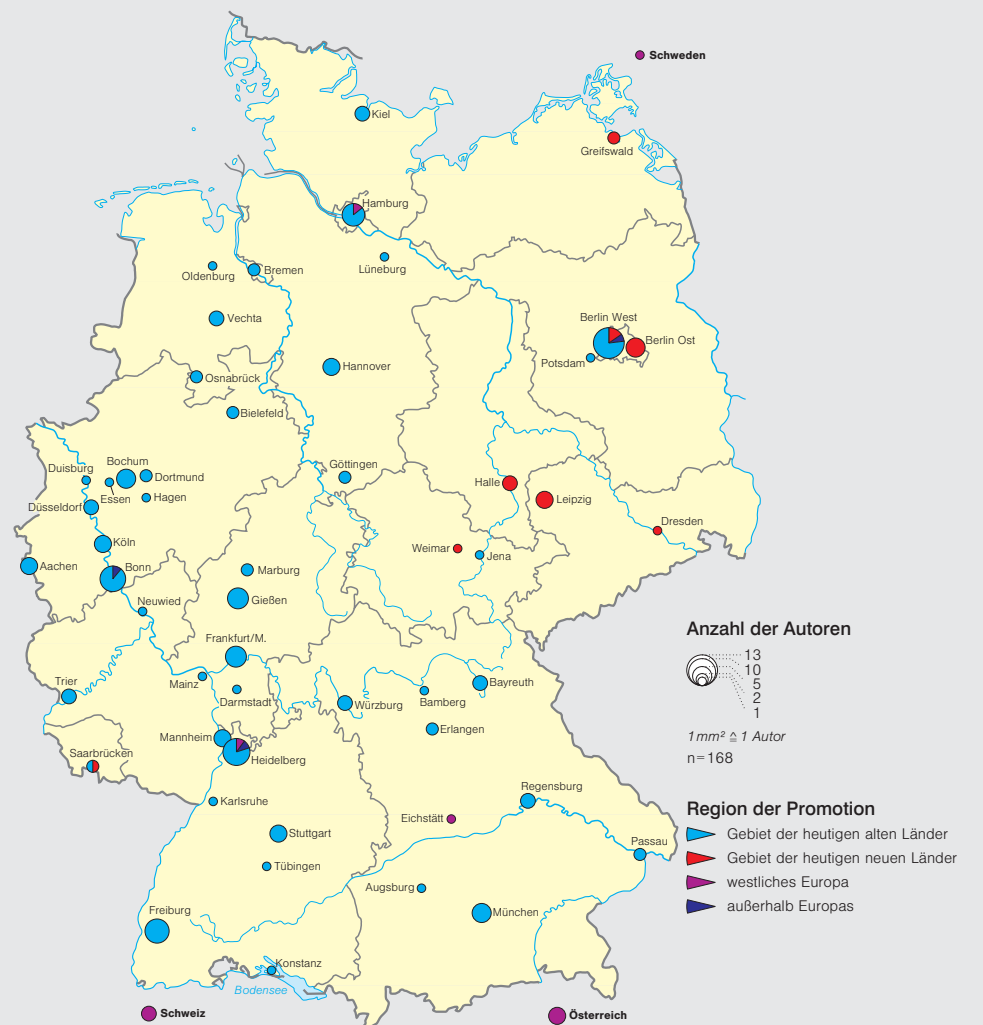 Schweden
Kiel
Greifswald
Hamburg
Lüneburg
Oldenburg
Bremen
Vechta
Berlin West
Berlin Ost
Potsdam
Hannover
Osnabrück
Bielefeld
Bochum
Duisburg
Dortmund
Göttingen
Essen
Hagen
Düsseldorf
Halle
Leipzig
Dresden
Köln
Weimar
Jena
Aachen
Bonn
Marburg
Gießen
Neuwied
Frankfurt/M.
Trier
Mainz
Darmstadt
Würzburg
Bamberg
Bayreuth
Erlangen
Mannheim
Heidelberg
Saarbrücken
Karlsruhe
Regensburg
Eichstätt
Stuttgart
Passau
Tübingen
Augsburg
Freiburg
München
Konstanz
Bodensee
Schweiz
Österreich
Anzahl der Autoren
13
10
5
2
1
1mm² ≙ 1 Autor
n=168
Region der Promotion
Gebiet der heutigen alten Länder
Gebiet der heutigen neuen Länder
westliches Europa
außerhalb Europas